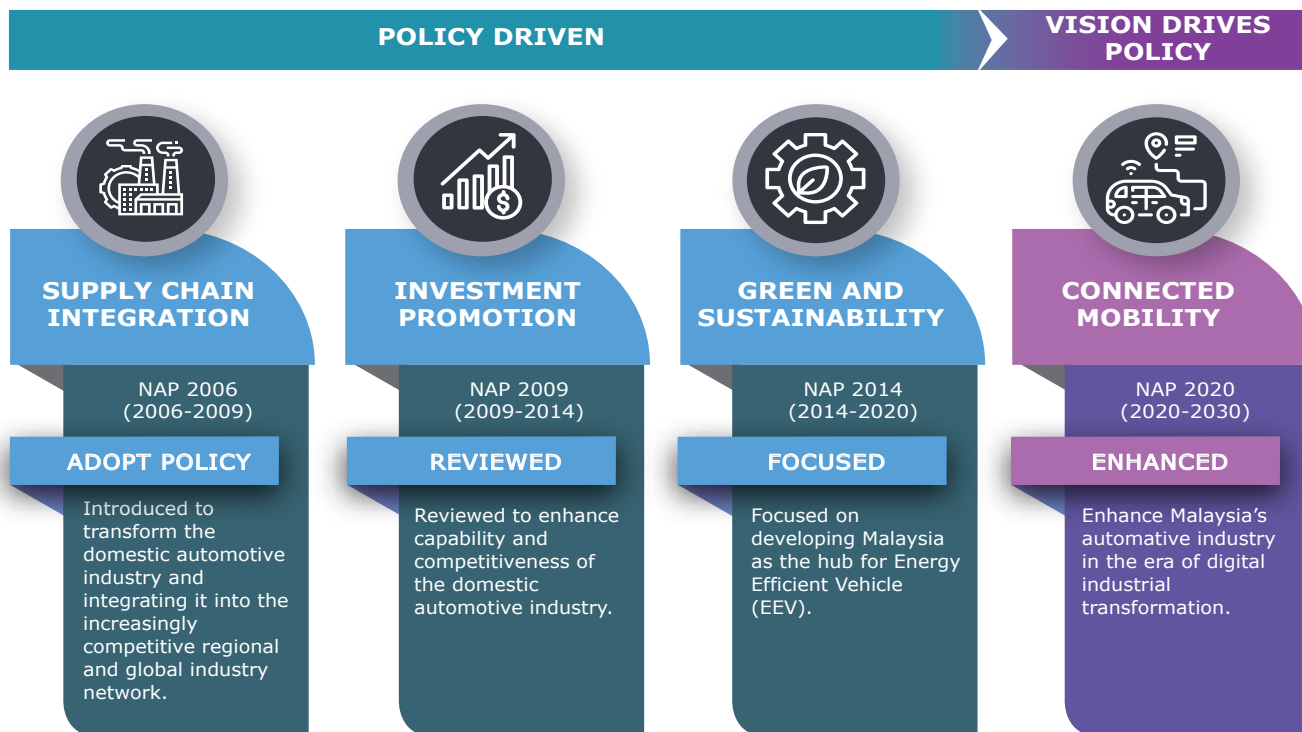 POLICY DRIVEN
VISION DRIVES
POLICY
SUPPLY CHAIN
INTEGRATION
NAP 2006
(2006-2009)
ADOPT POLICY
Introduced to
transform the
domestic automotive
industry and
integrating it into the
increasingly
competitive regional
and global industry
network.
INVESTMENT
PROMOTION
NAP 2009
(2009-2014)
REVIEWED
Reviewed to enhance
capability and
competitiveness of
the domestic
automotive industry.
GREEN AND
SUSTAINABILITY
NAP 2014
(2014-2020)
FOCUSED
Focused on
developing Malaysia
as the hub for Energy
Efficient Vehicle
(EEV).
CONNECTED
MOBILITY
NAP 2020
(2020-2030)
ENHANCED
Enhance Malaysia’s
automative industry
in the era of digital
industrial
transformation.